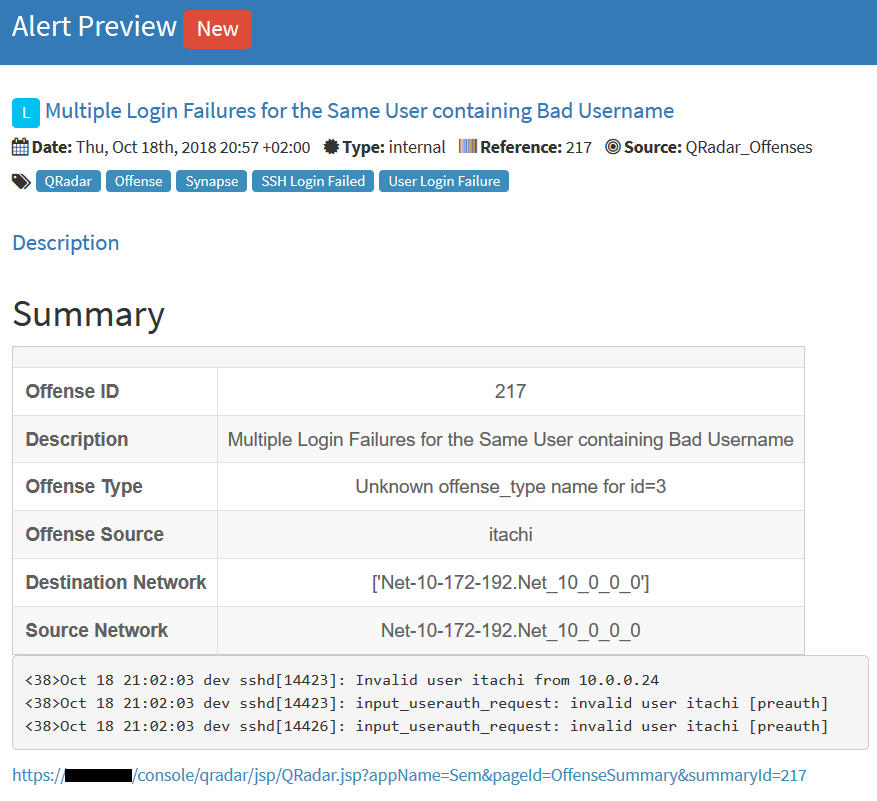 Alert Preview New
L Multiple Login Failures for the Same User containing Bad Username
Date: Thu, Oct 18th, 2018 20:57 +02:00 Type: internal Reference: 217 Source: QRadar_Offenses
QRadar Offense Synapse SSH Login Failed User Login Failure
Description
Summary
Offense ID 217
Description Multiple Login Failures for the Same User containing Bad Username
Offense Type Unknown offense_type name for id=3
Offense Source itachi
Destination Network ['Net-10-172-192.Net_10_0_0_0']
Source Network Net-10-172-192.Net_10_0_0_0
<38>Oct 18 21:02:03 dev sshd[14423]: Invalid user itachi from 10.0.0.24
<38>Oct 18 21:02:03 dev sshd[14423]: input_userauth_request: invalid user itachi [preauth]
<38>Oct 18 21:02:03 dev sshd[14426]: input_userauth_request: invalid user itachi [preauth]
https:///console/qradar/jsp/QRadar.jsp?appName=Sem&pageId=OffenseSummary&summaryId=217